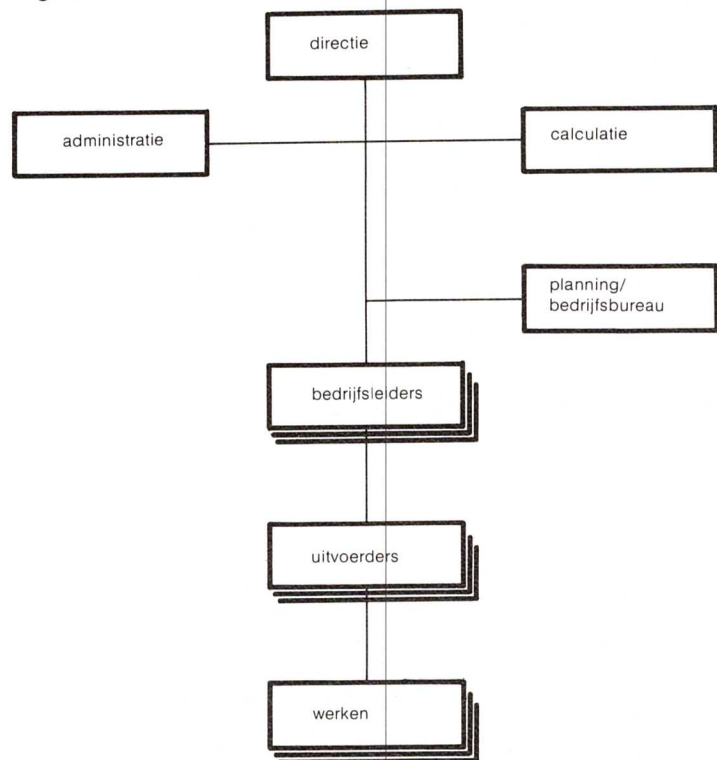 directie
administratie
calculatie
planning/
bedrijfsbureau
bedrijfsleiders
uitvoerders
werken